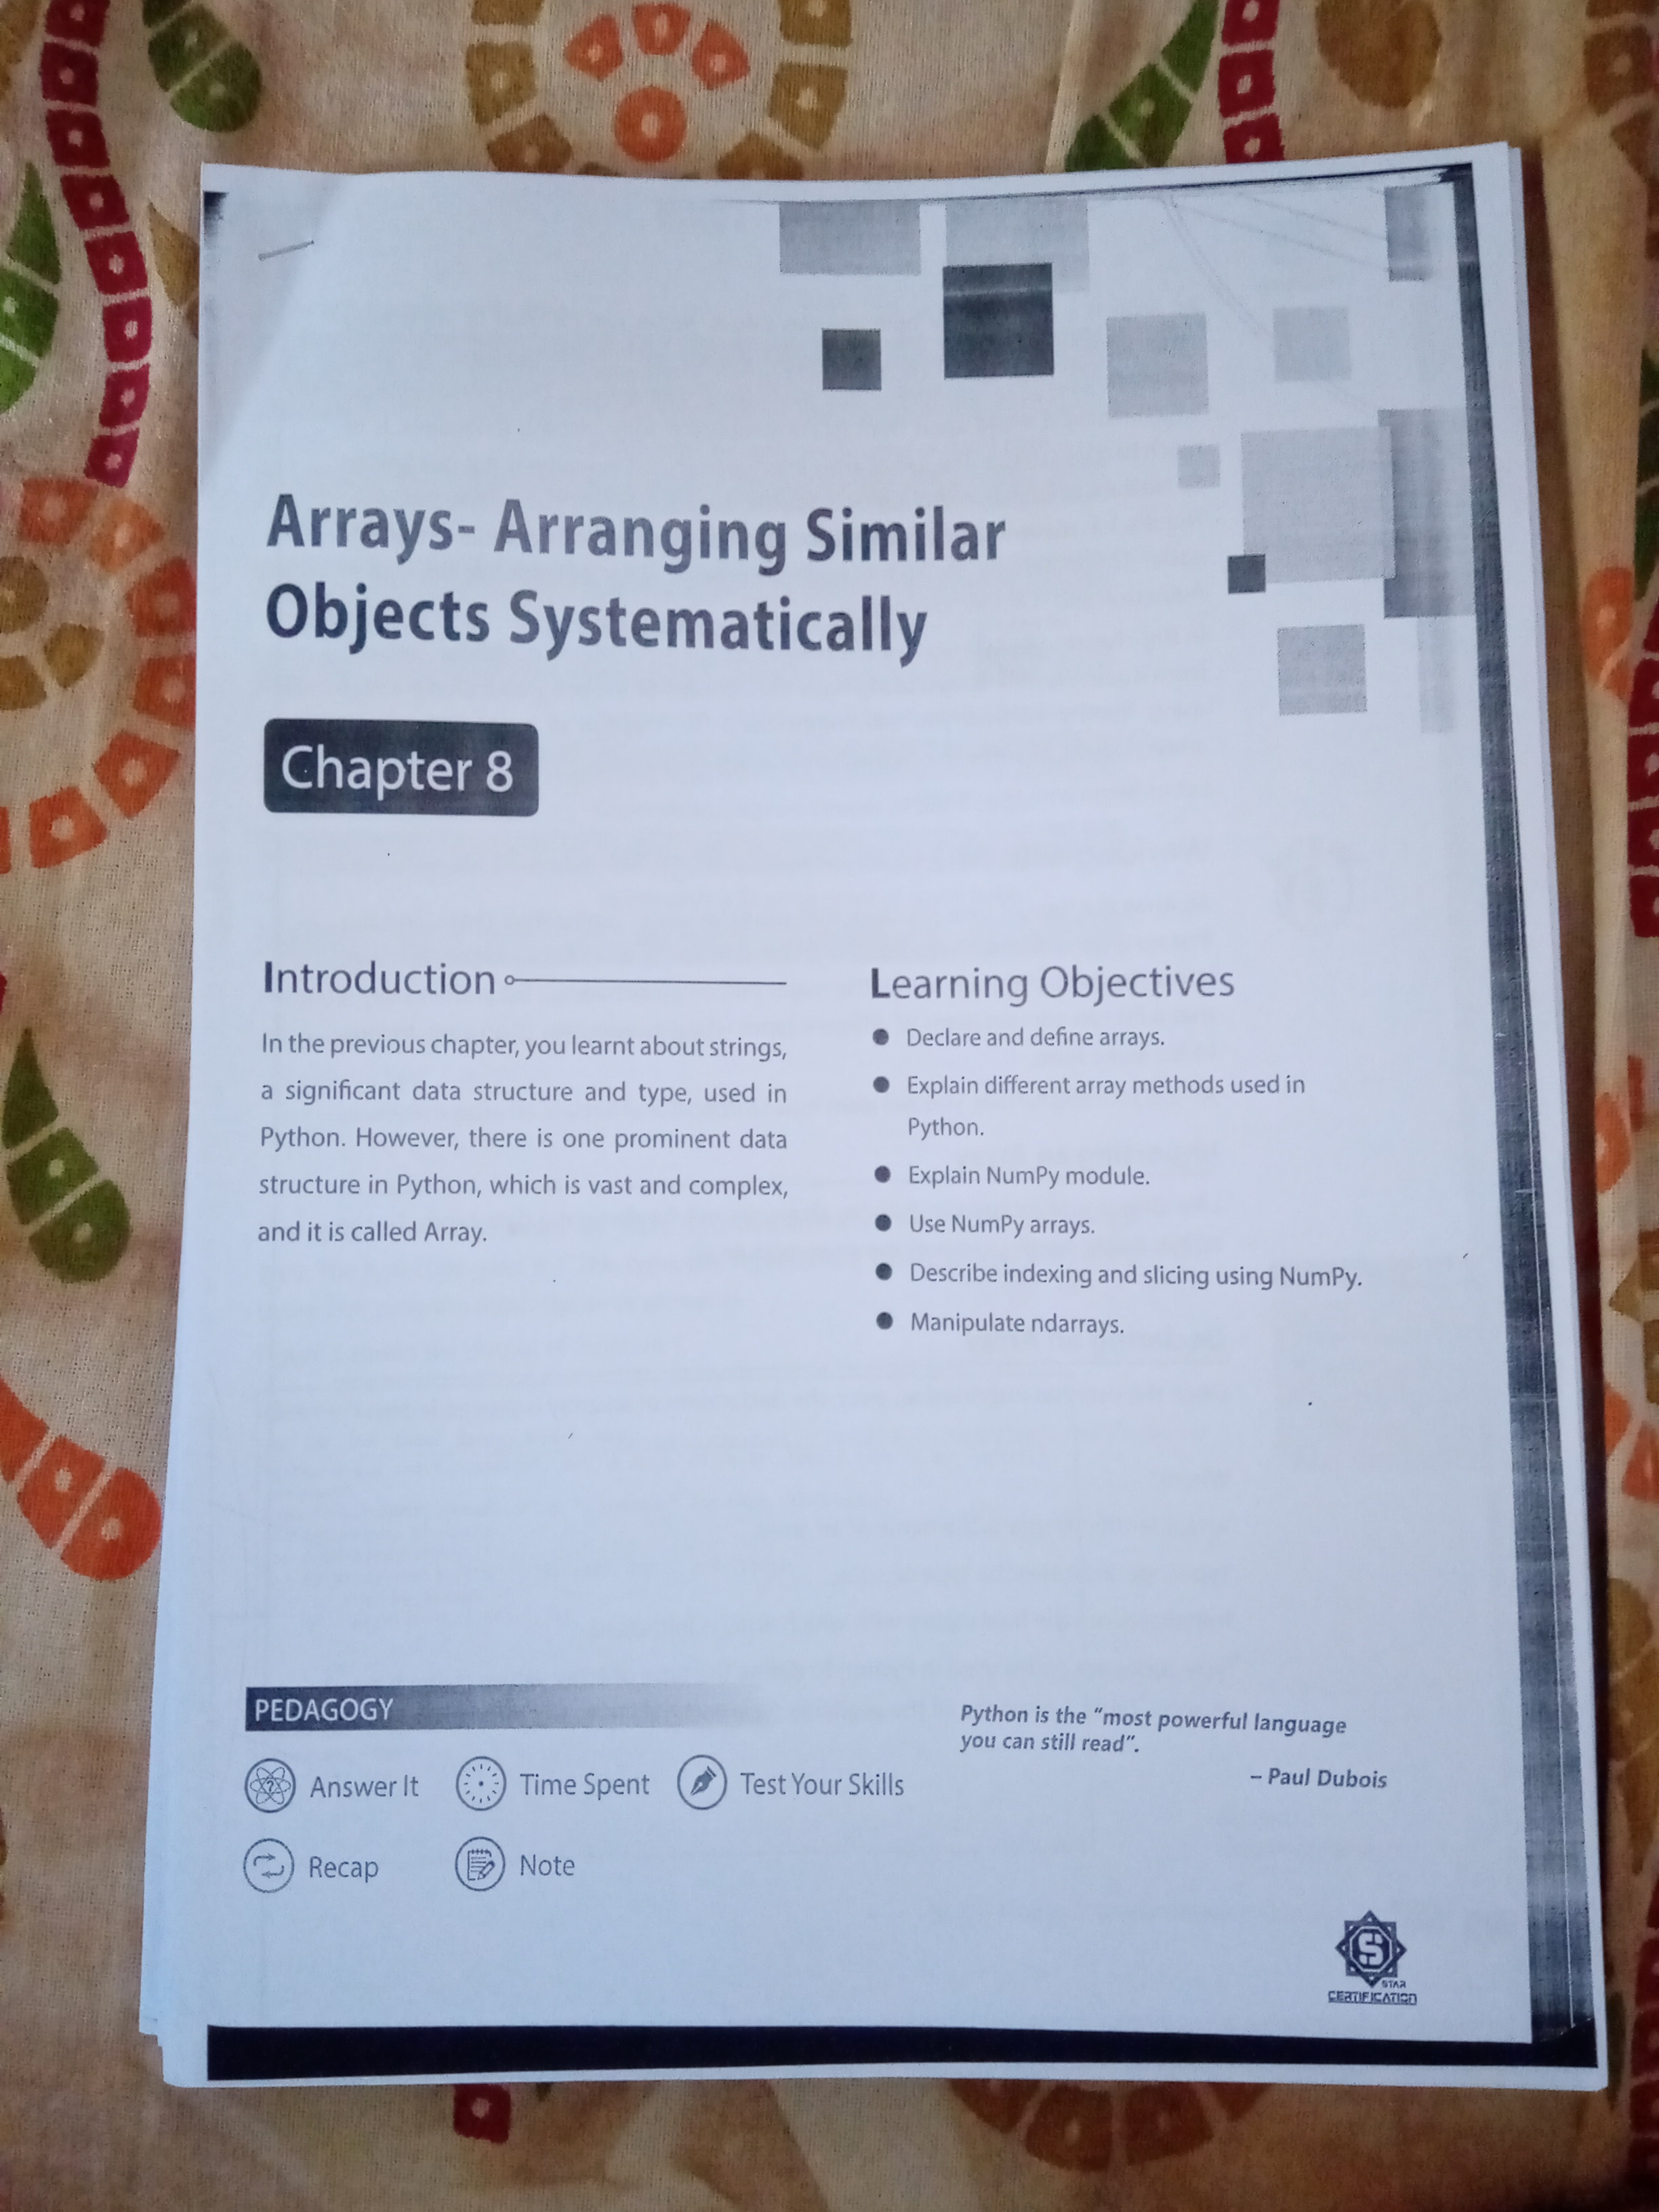 Arrays- Arranging Similar
Objects Systematically
Chapter 8
Introduction
In the previous chapter, you learnt about strings,
a significant data structure and type, used in
Python. However, there is one prominent data
structure in Python, which is vast and complex,
and it is called Array.
Learning Objectives
Declare and define arrays.
Explain different array methods used in
Python.
Explain NumPy module.
Use NumPy arrays.
Describe indexing and slicing using NumPy.
Manipulate ndarrays.
PEDAGOGY
Answer It
Time Spent
Test Your Skills
Recap
Note
Python is the “most powerful language
you can still read”.
– Paul Dubois
S
STAR
CERTIFICATION